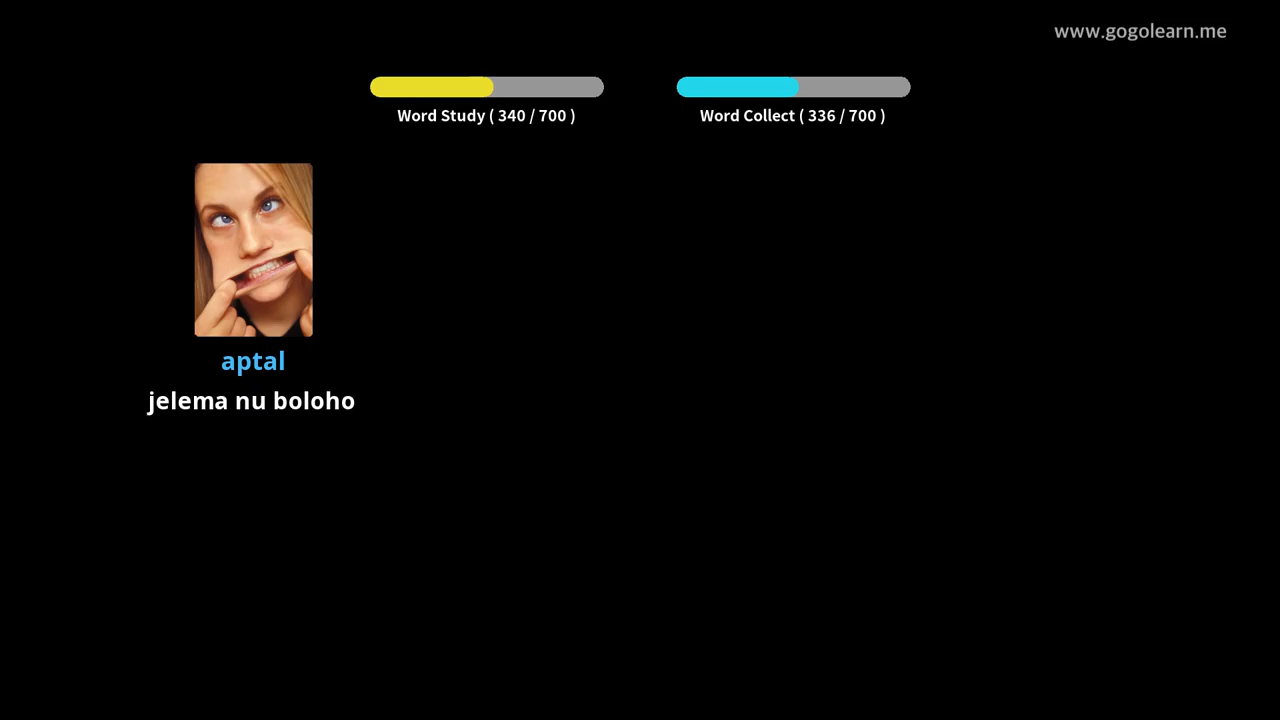 www.gogolearn.me
Word Study ( 340 / 700 )
Word Collect ( 336 / 700 )
aptal
jelema nu boloho